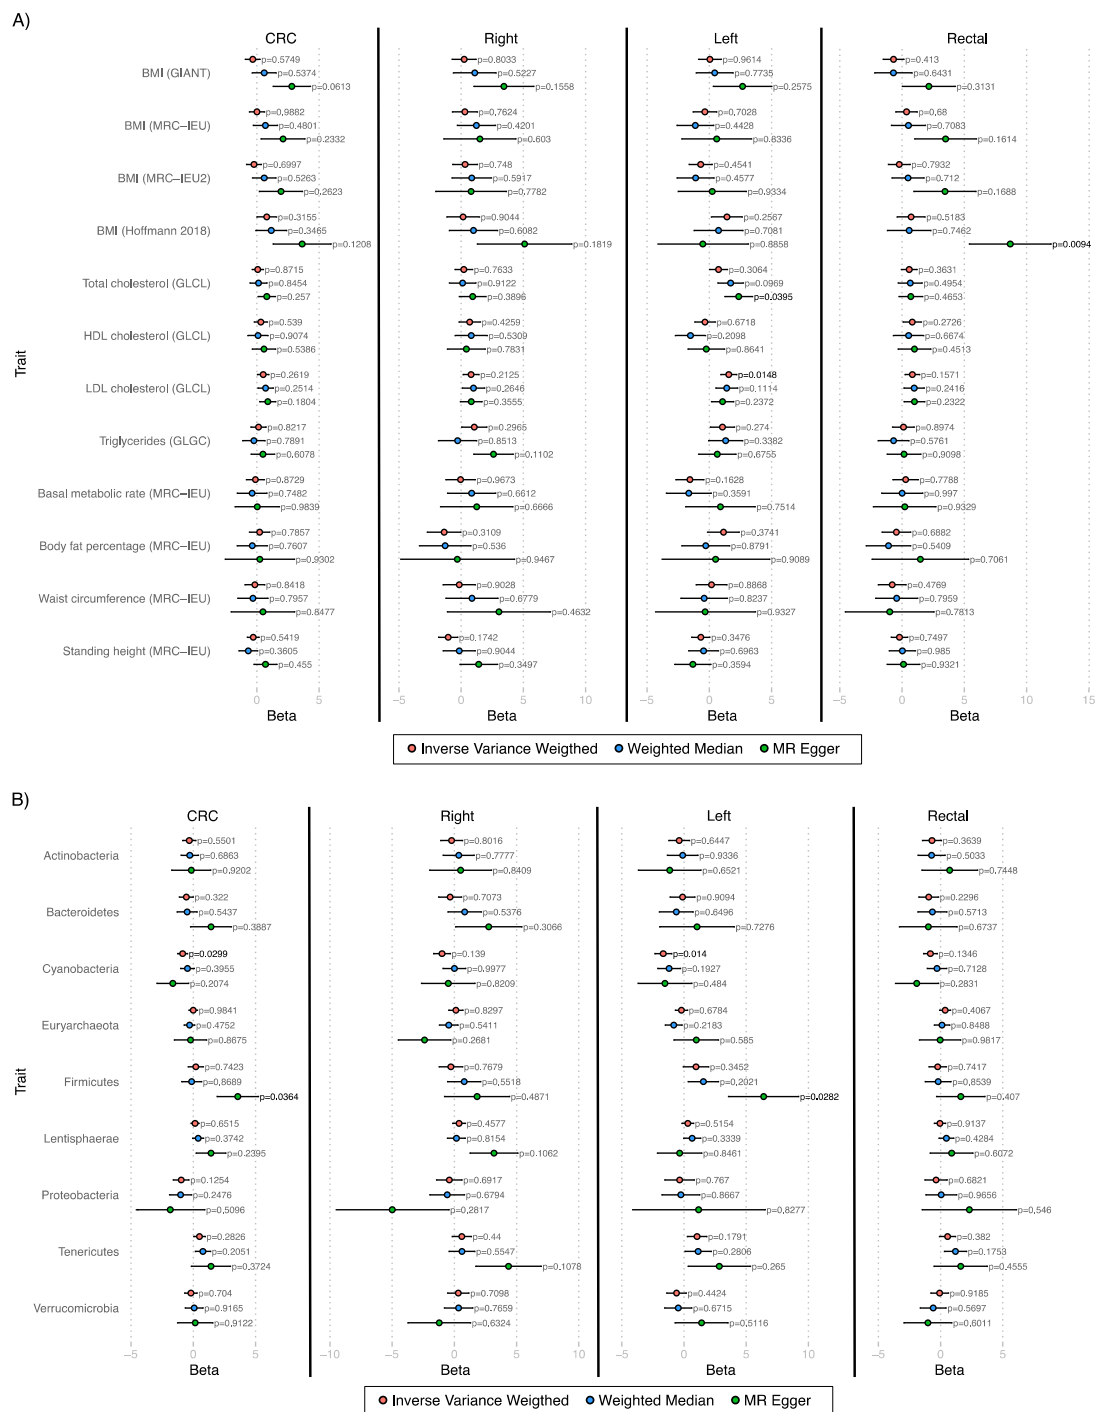 A)
CRC Right Left Rectal
p=0.5749 p=0.8033 p=0.9614 p=0.413
BMI (GIANT) p=0.5374 p=0.5227 p=0.7735 p=0.6431
p=0.0613 p=0.1558 p=0.2575 p=0.3131
p=0.9882 p=0.7624 p=0.7028 p=0.68
BMI (MRC−IEU) p=0.4801 p=0.4201 p=0.4428 p=0.7083
p=0.2332 p=0.603 p=0.8336 p=0.1614
p=0.6997 p=0.748 p=0.4541 p=0.7932
BMI (MRC−IEU2) p=0.5263 p=0.5917 p=0.4577 p=0.712
p=0.2623 p=0.7782 p=0.9334 p=0.1688
p=0.3155 p=0.9044 p=0.2567 p=0.5183
BMI (Hoffmann 2018) p=0.3465 p=0.6082 p=0.7081 p=0.7462
p=0.1208 p=0.1819 p=0.8858 p=0.0094
p=0.8715 p=0.7633 p=0.3064 p=0.3631
Total cholesterol (GLCL) p=0.8454 p=0.9122 p=0.0969 p=0.4954
p=0.257 p=0.3896 p=0.0395 p=0.4653
p=0.539 p=0.4259 p=0.6718 p=0.2726
HDL cholesterol (GLCL) p=0.9074 p=0.5309 p=0.2098 p=0.6674
p=0.5386 p=0.7831 p=0.8641 p=0.4513
p=0.2619 p=0.2125 p=0.0148 p=0.1571
LDL cholesterol (GLCL) p=0.2514 p=0.2646 p=0.1114 p=0.2416
p=0.1804 p=0.3555 p=0.2372 p=0.2322
p=0.8217 p=0.2965 p=0.274 p=0.8974
Triglycerides (GLGC) p=0.7891 p=0.8513 p=0.3382 p=0.5761
p=0.6078 p=0.1102 p=0.6755 p=0.9098
p=0.8729 p=0.9673 p=0.1628 p=0.7788
Basal metabolic rate (MRC−IEU) p=0.7482 p=0.6612 p=0.3591 p=0.997
p=0.9839 p=0.6666 p=0.7514 p=0.9329
p=0.7857 p=0.3109 p=0.3741 p=0.6882
Body fat percentage (MRC−IEU) p=0.7607 p=0.536 p=0.8791 p=0.5409
p=0.9302 p=0.9467 p=0.9089 p=0.7061
p=0.8418 p=0.9028 p=0.8868 p=0.4769
Waist circumference (MRC−IEU) p=0.7957 p=0.6779 p=0.8237 p=0.7959
p=0.8477 p=0.4632 p=0.9327 p=0.7813
p=0.5419 p=0.1742 p=0.3476 p=0.7497
Standing height (MRC−IEU) p=0.3605 p=0.9044 p=0.6963 p=0.985
p=0.455 p=0.3497 p=0.3594 p=0.9321
Trait
0 5 −5 0 5 10 −5 0 5 −5 0 5 10 15
Beta Beta Beta Beta
Inverse Variance Weigthed Weighted Median MR Egger
B)
CRC Right Left Rectal
p=0.5501 p=0.8016 p=0.6447 p=0.3639
Actinobacteria p=0.6863 p=0.7777 p=0.9336 p=0.5033
p=0.9202 p=0.8409 p=0.6521 p=0.7448
p=0.322 p=0.7073 p=0.9094 p=0.2296
Bacteroidetes p=0.5437 p=0.5376 p=0.6496 p=0.5713
p=0.3887 p=0.3066 p=0.7276 p=0.6737
p=0.0299 p=0.139 p=0.014 p=0.1346
Cyanobacteria p=0.3955 p=0.9977 p=0.1927 p=0.7128
p=0.2074 p=0.8209 p=0.484 p=0.2831
p=0.9841 p=0.8297 p=0.6784 p=0.4067
Euryarchaeota p=0.4752 p=0.5411 p=0.2183 p=0.8488
p=0.8675 p=0.2681 p=0.585 p=0.9817
p=0.7423 p=0.7679 p=0.3452 p=0.7417
Firmicutes p=0.8689 p=0.5518 p=0.2021 p=0.8539
p=0.0364 p=0.4871 p=0.0282 p=0.407
p=0.6515 p=0.4577 p=0.5154 p=0.9137
Lentisphaerae p=0.3742 p=0.8154 p=0.3339 p=0.4284
p=0.2395 p=0.1062 p=0.8461 p=0.6072
p=0.1254 p=0.6917 p=0.767 p=0.6821
Proteobacteria p=0.2476 p=0.6794 p=0.8667 p=0.9656
p=0.5096 p=0.2817 p=0.8277 p=0.546
p=0.2826 p=0.44 p=0.1791 p=0.382
Tenericutes p=0.2051 p=0.5547 p=0.2806 p=0.1753
p=0.3724 p=0.1078 p=0.265 p=0.4555
p=0.704 p=0.7098 p=0.4424 p=0.9185
Verrucomicrobia p=0.9165 p=0.7659 p=0.6715 p=0.5697
p=0.9122 p=0.6324 p=0.5116 p=0.6011
Trait
−5 0 5 −10 −5 0 5 10 −5 0 5 10 −5 0 5
Beta Beta Beta Beta
Inverse Variance Weigthed Weighted Median MR Egger